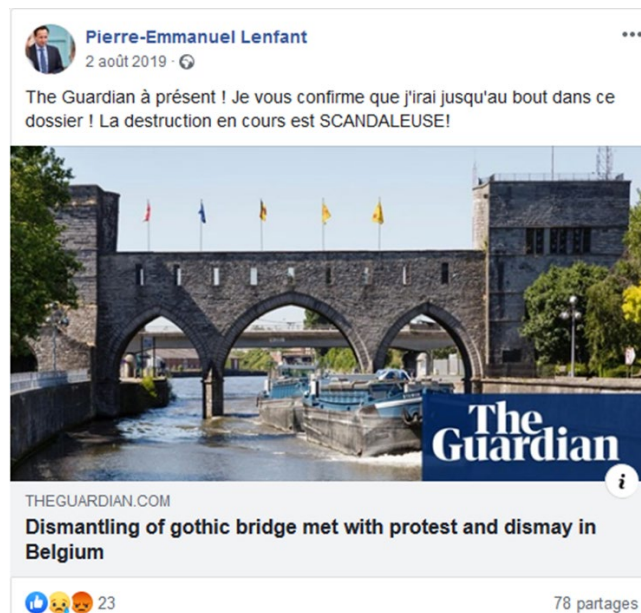 Pierre-Emmanuel Lenfant
2 août 2019
The Guardian à présent ! Je vous confirme que j'irai jusqu'au bout dans ce
dossier ! La destruction en cours est SCANDALEUSE!
The
Guardian
i
THEGUARDIAN.COM
Dismantling of gothic bridge met with protest and dismay in
Belgium
23
78 partages